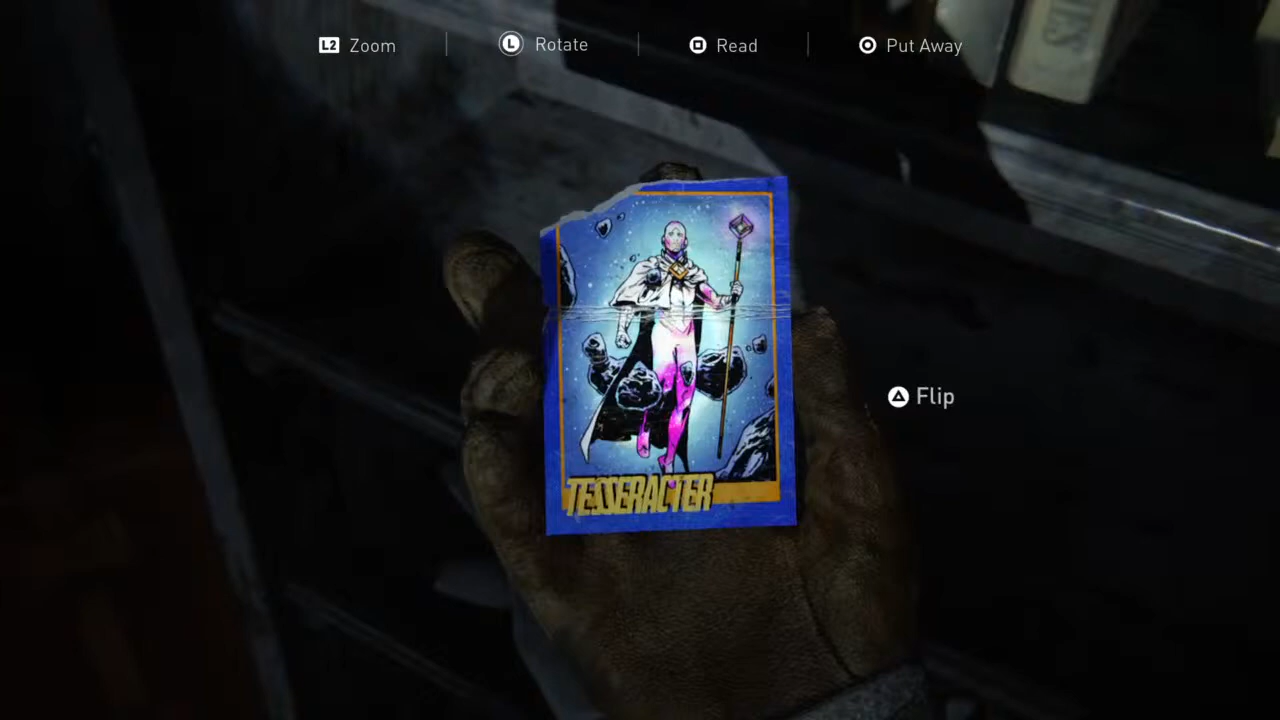 L2 Zoom
L Rotate
Read
Put Away
Flip
TESSERACTER